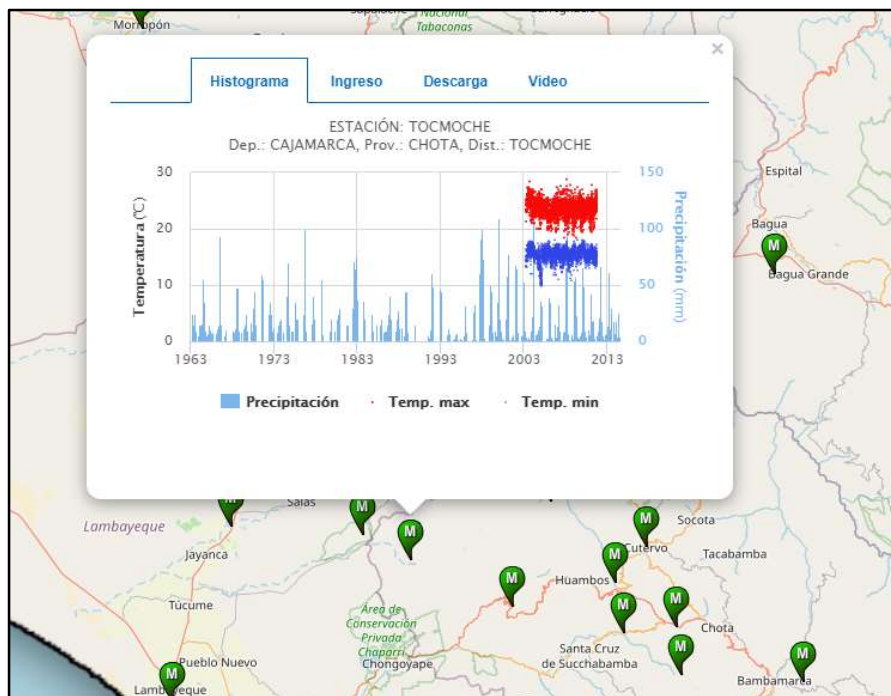 Morropón
Nacional
Tabaconas
×
Histograma Ingreso Descarga Video
ESTACIÓN: TOCMOCHE
Dep.: CAJAMARCA, Prov.: CHOTA, Dist.: TOCMOCHE
30 150
20 100
10 50
0 0
Temperatura (°C)
Precipitación (mm)
1963 1973 1983 1993 2003 2013
Precipitación Temp. max Temp. min
Espital
Bagua
M
Bagua Grande
Salas
M M
Lambayeque
M M
Socota
Jayanca
Cutervo
Tacabamba
M
M
Huambos
Túcume
M M
Área de
Conservación
Privada
Chaparri
Chota
Santa Cruz
de Succhabamba
M
Pueblo Nuevo
Chongoyape
M M
Lambayeque
Bambamarca